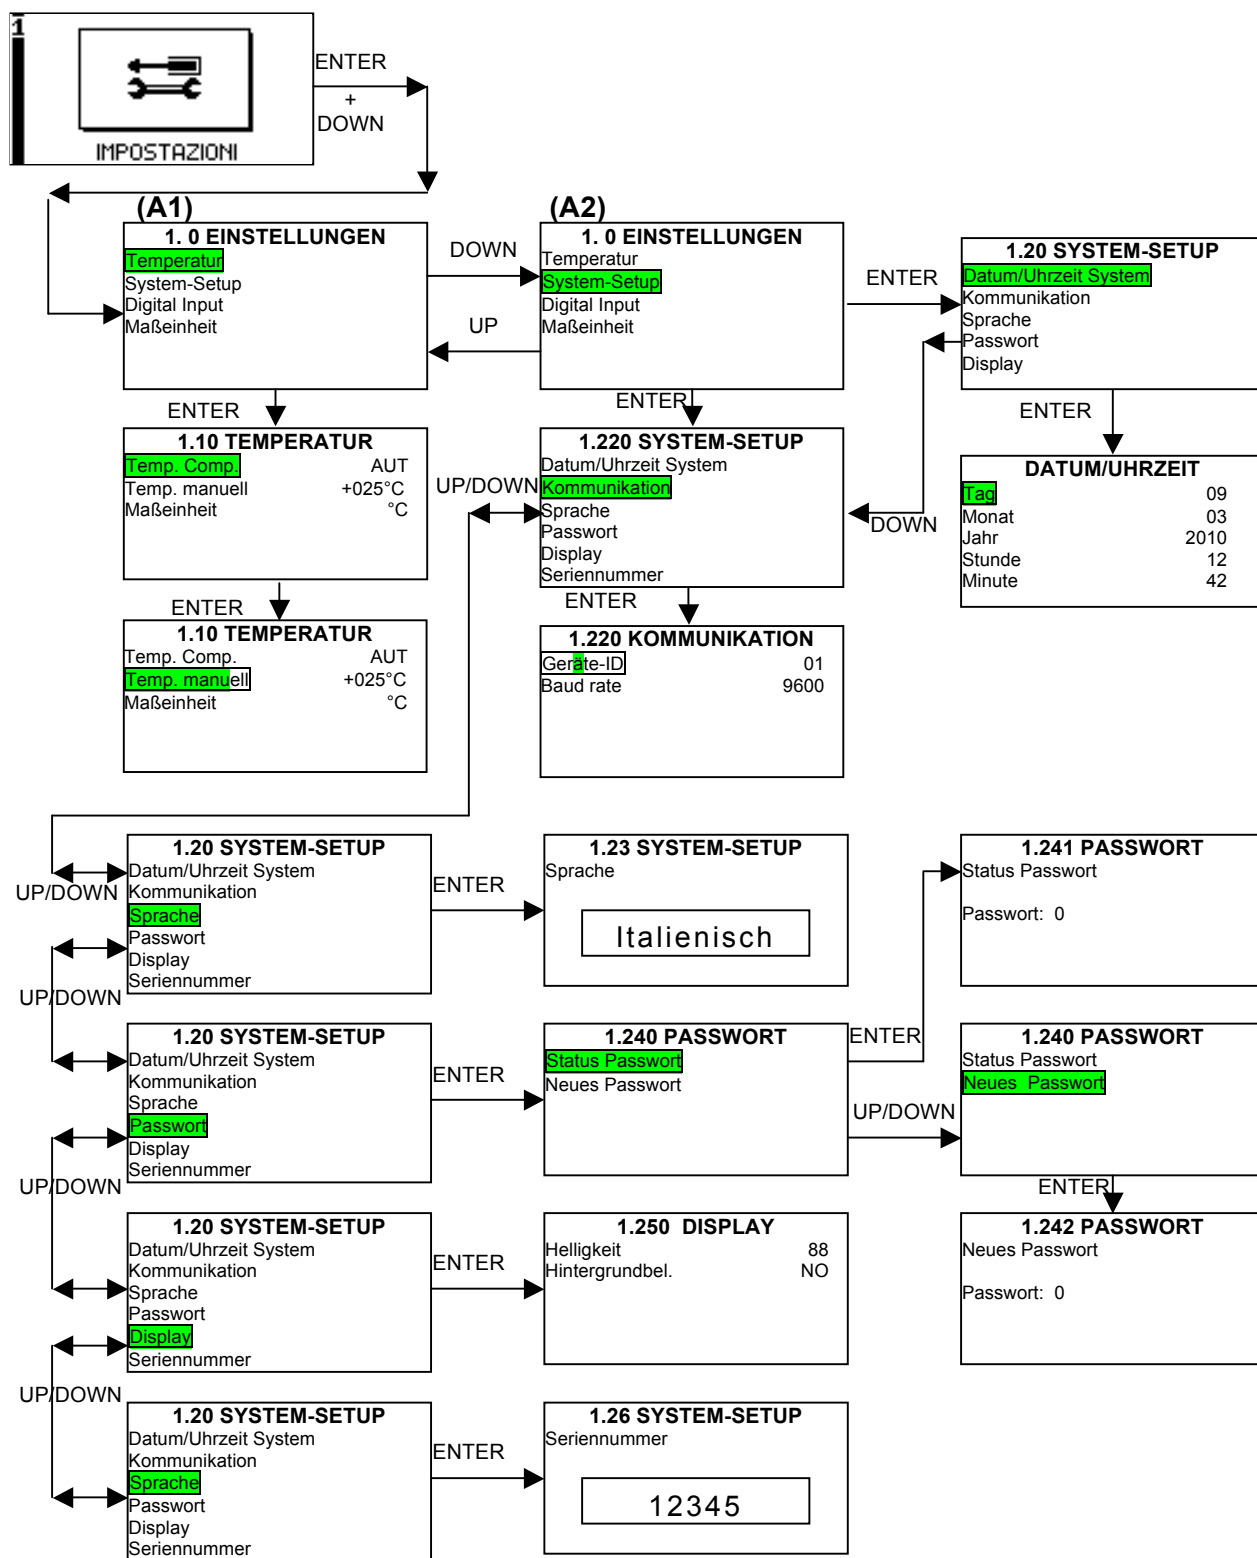 1
ENTER
+
DOWN
IMPOSTAZIONI
(A1)
1. 0 EINSTELLUNGEN
Temperatur
System-Setup
Digital Input
Maßeinheit
DOWN
UP
(A2)
1. 0 EINSTELLUNGEN
Temperatur
System-Setup
Digital Input
Maßeinheit
ENTER
1.20 SYSTEM-SETUP
Datum/Uhrzeit System
Kommunikation
Sprache
Passwort
Display
ENTER
1.10 TEMPERATUR
Temp. Comp. AUT
Temp. manuell +025°C
Maßeinheit °C
UP/DOWN
ENTER
1.220 SYSTEM-SETUP
Datum/Uhrzeit System
Kommunikation
Sprache
Passwort
Display
Seriennummer
DOWN
ENTER
DATUM/UHRZEIT
Tag 09
Monat 03
Jahr 2010
Stunde 12
Minute 42
ENTER
1.10 TEMPERATUR
Temp. Comp. AUT
Temp. manuell +025°C
Maßeinheit °C
ENTER
1.220 KOMMUNIKATION
Geräte-ID 01
Baud rate 9600
UP/DOWN
1.20 SYSTEM-SETUP
Datum/Uhrzeit System
Kommunikation
Sprache
Passwort
Display
Seriennummer
ENTER
1.23 SYSTEM-SETUP
Sprache
Italienisch
1.241 PASSWORT
Status Passwort
Passwort: 0
UP/DOWN
1.20 SYSTEM-SETUP
Datum/Uhrzeit System
Kommunikation
Sprache
Passwort
Display
Seriennummer
ENTER
1.240 PASSWORT
Status Passwort
Neues Passwort
ENTER
UP/DOWN
1.240 PASSWORT
Status Passwort
Neues Passwort
ENTER
UP/DOWN
1.20 SYSTEM-SETUP
Datum/Uhrzeit System
Kommunikation
Sprache
Passwort
Display
Seriennummer
ENTER
1.250 DISPLAY
Helligkeit 88
Hintergrundbel. NO
1.242 PASSWORT
Neues Passwort
Passwort: 0
UP/DOWN
1.20 SYSTEM-SETUP
Datum/Uhrzeit System
Kommunikation
Sprache
Passwort
Display
Seriennummer
ENTER
1.26 SYSTEM-SETUP
Seriennummer
12345